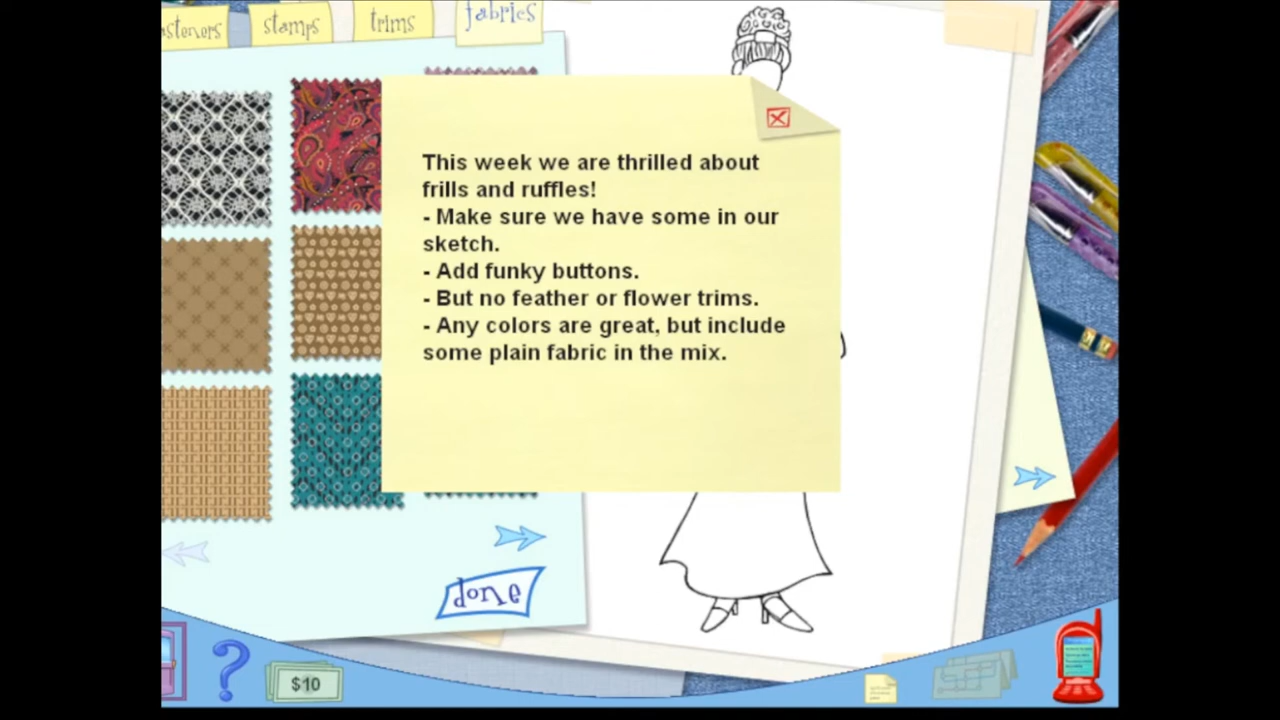 asteners
stamps
trims
fabrics
This week we are thrilled about
frills and ruffles!
- Make sure we have some in our
sketch.
- Add funky buttons.
- But no feather or flower trims.
- Any colors are great, but include
some plain fabric in the mix.
done
?
$10